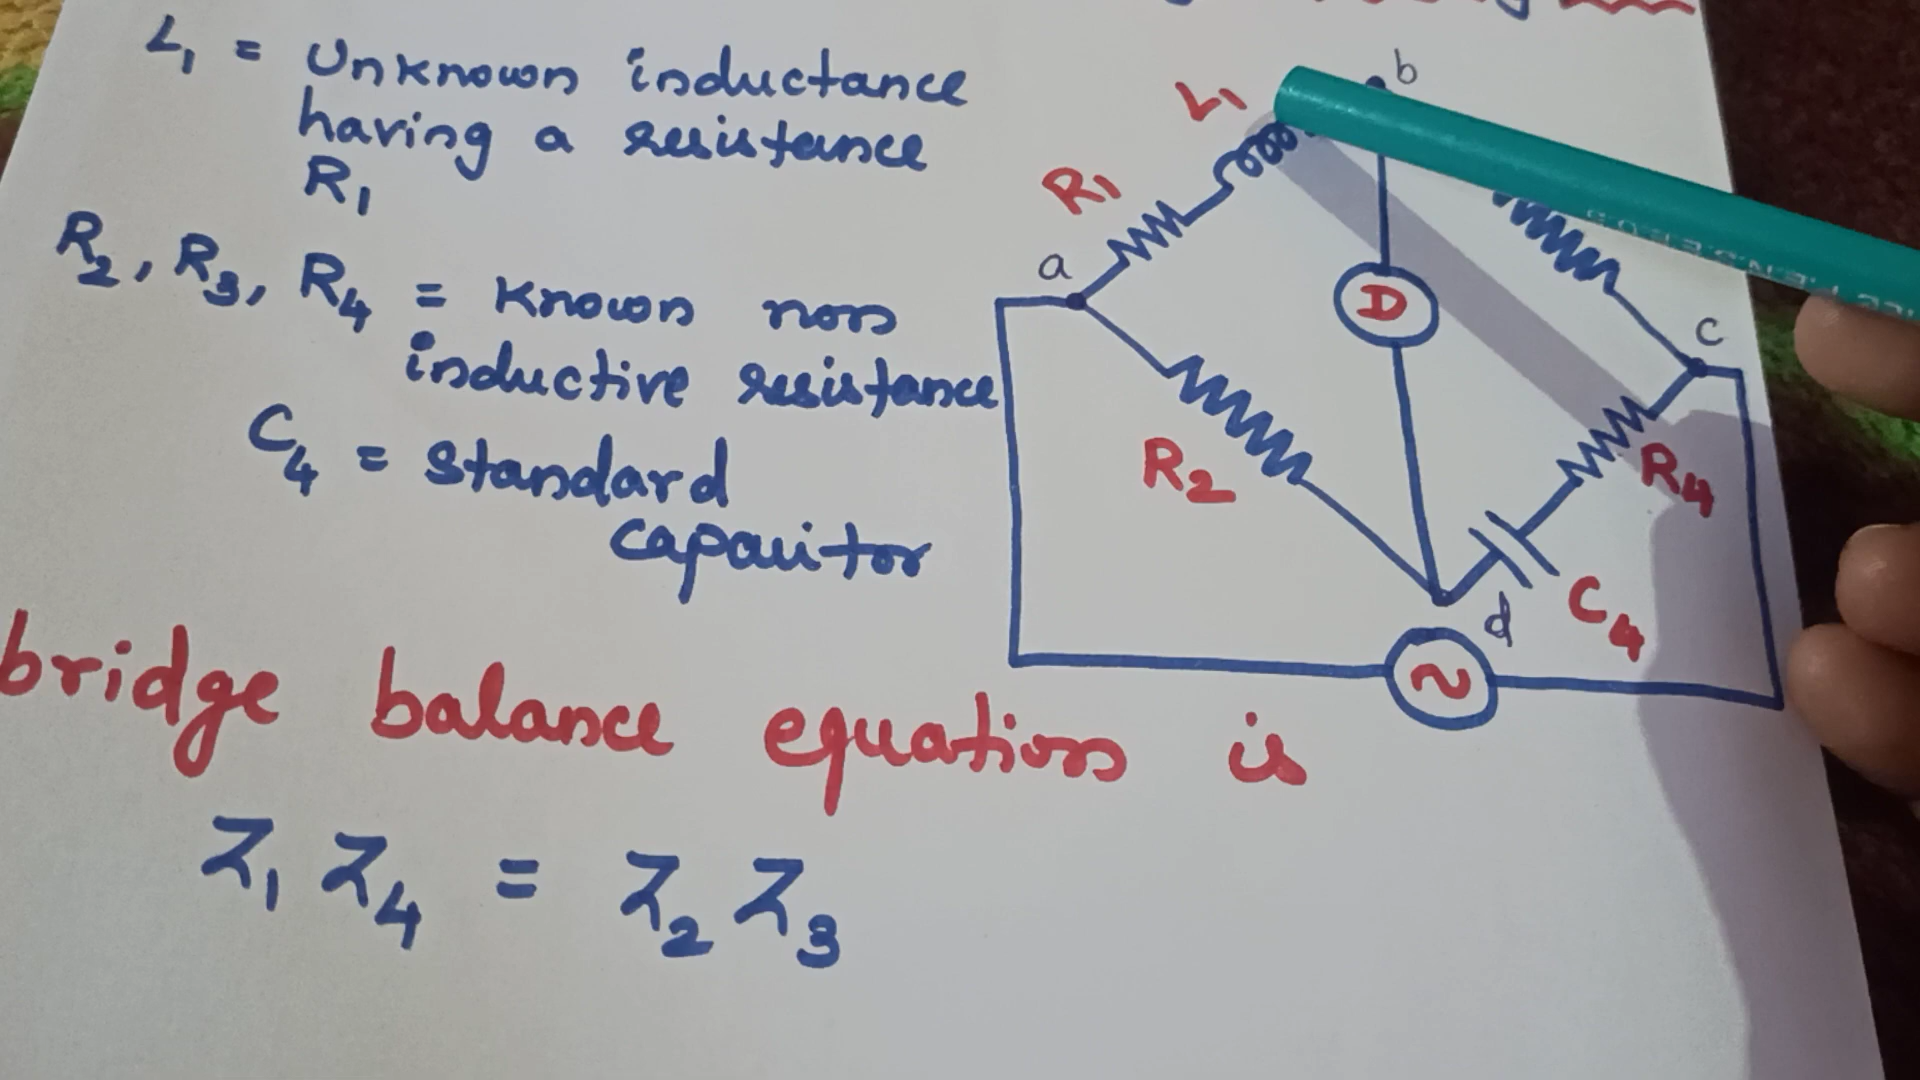 L1 = Unknown inductance
having a resistance
R1
R2, R3, R4 = Known non
inductive resistance
C4 = Standard
capacitor
bridge balance equation is
Z1 Z4 = Z2 Z3
b
L1
R1
a
D
c
R2
R4
C4
d
~